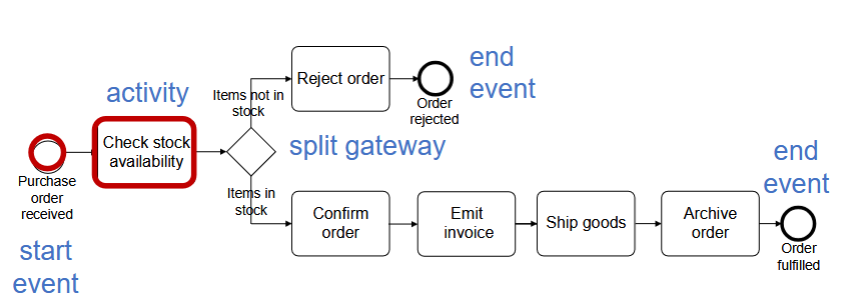 end
event
activity
Reject order
Items not in
stock
Order
rejected
Check stock
availability
split gateway
Purchase
order
received
Items in
stock
Confirm
order
Emit
invoice
Ship goods
Archive
order
end
event
Order
fulfilled
start
event